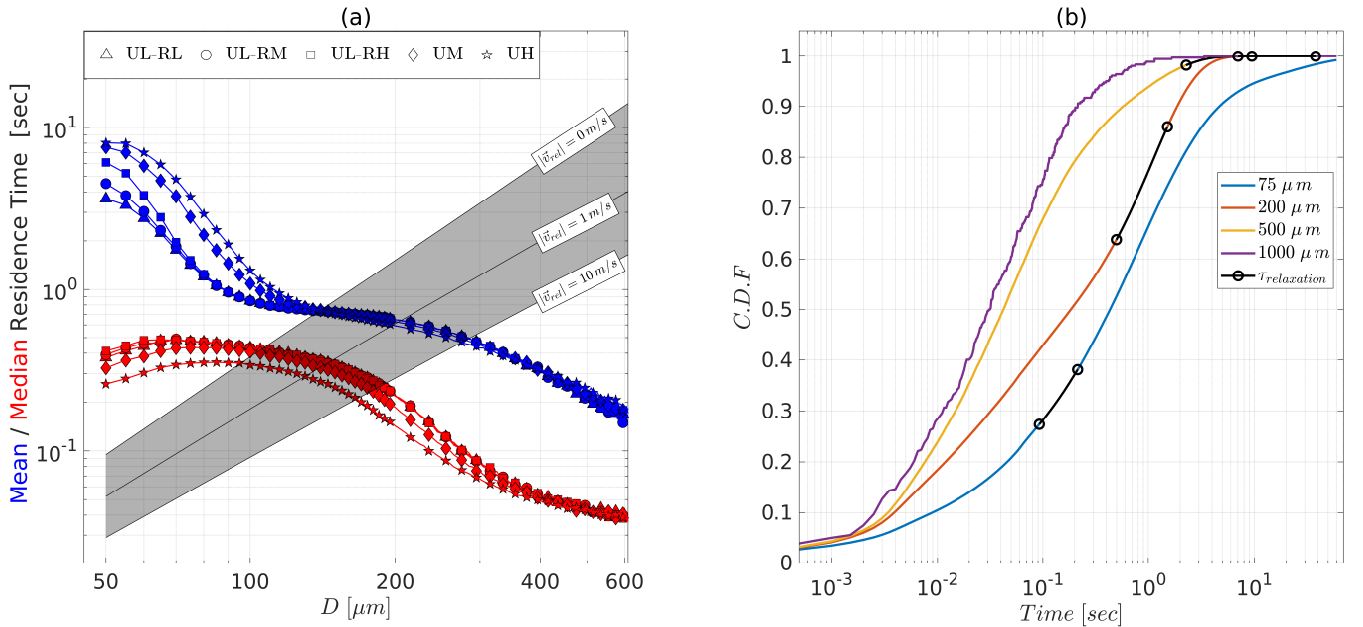 (a)
UL-RL UL-RM UL-RH UM UH
Mean / Median Residence Time [sec]
10^1
10^0
10^-1
|v⃗_rel| = 0 m/s
|v⃗_rel| = 1 m/s
|v⃗_rel| = 10 m/s
50 100 200 400 600
D [μm]
(b)
C.D.F
1
0.9
0.8
0.7
0.6
0.5
0.4
0.3
0.2
0.1
0
75 μm
200 μm
500 μm
1000 μm
τ_relaxation
10^-3 10^-2 10^-1 10^0 10^1
Time [sec]